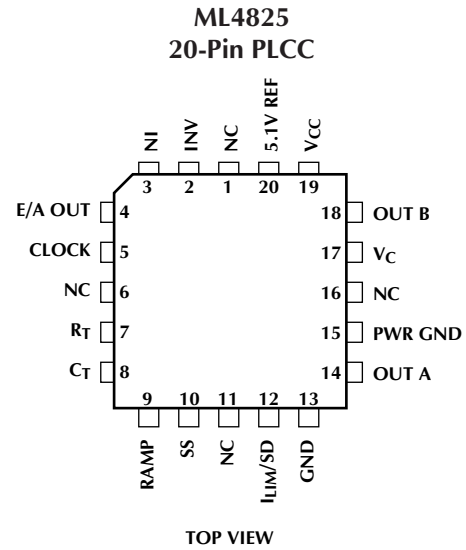 ML4825
20-Pin PLCC
NI
INV
NC
5.1V REF
VCC
3
2
1
20
19
E/A OUT
4
18
OUT B
CLOCK
5
17
VC
NC
6
16
NC
RT
7
15
PWR GND
CT
8
14
OUT A
9
10
11
12
13
RAMP
SS
NC
ILIM/SD
GND
TOP VIEW